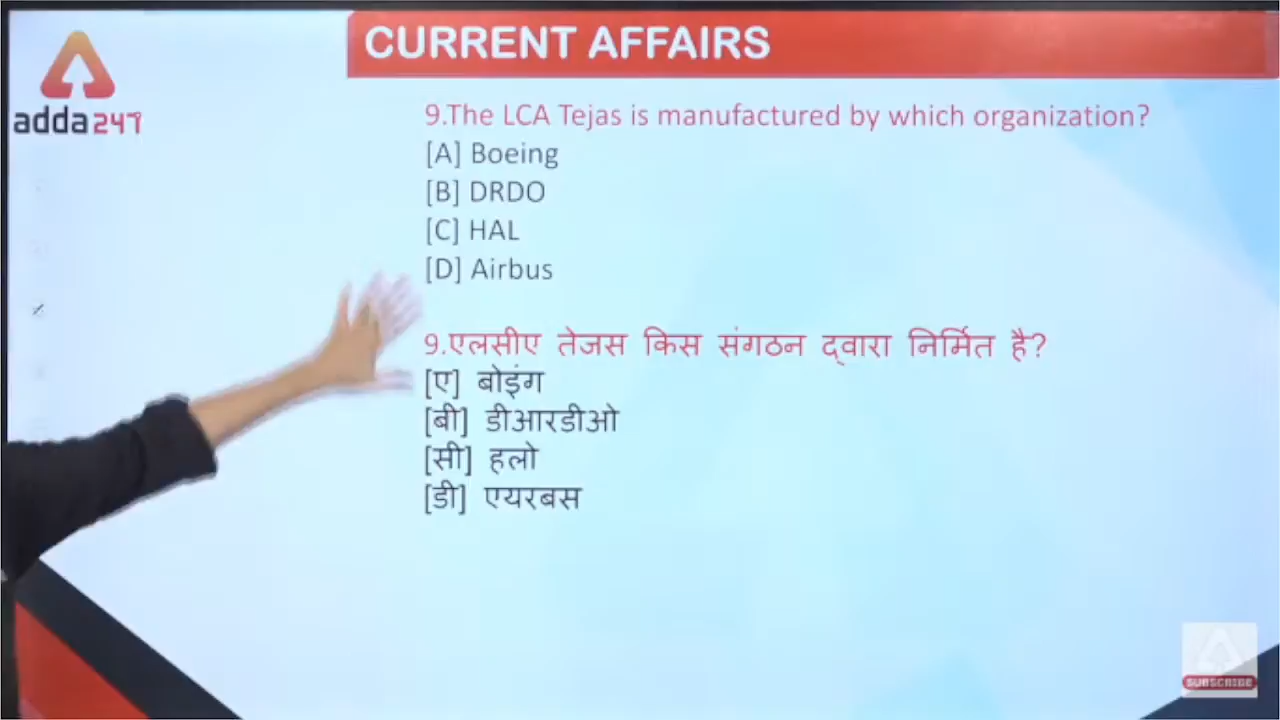 CURRENT AFFAIRS
adda247
9.The LCA Tejas is manufactured by which organization?
[A] Boeing
[B] DRDO
[C] HAL
[D] Airbus
9.एलसीए तेजस किस संगठन द्वारा निर्मित है?
[ए] बोइंग
[बी] डीआरडीओ
[सी] हलो
[डी] एयरबस
SUBSCRIBE